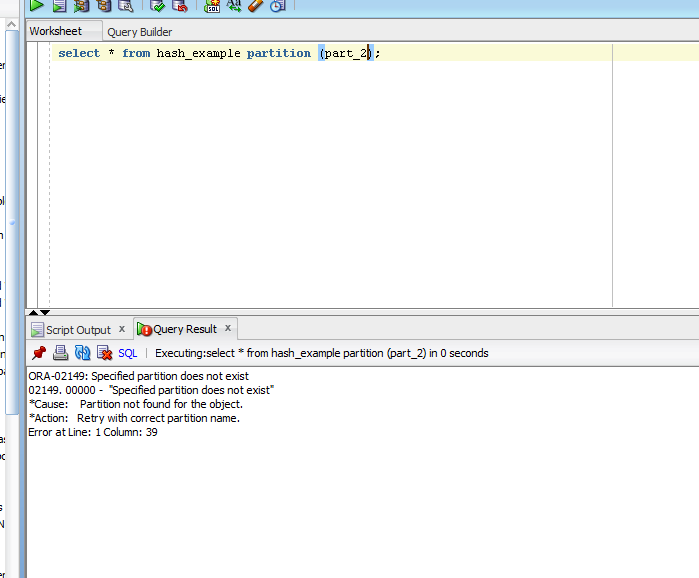 Worksheet
Query Builder
select * from hash_example partition (part_2);
Script Output x
Query Result x
SQL | Executing:select * from hash_example partition (part_2) in 0 seconds
ORA-02149: Specified partition does not exist
02149. 00000 - "Specified partition does not exist"
*Cause: Partition not found for the object.
*Action: Retry with correct partition name.
Error at Line: 1 Column: 39